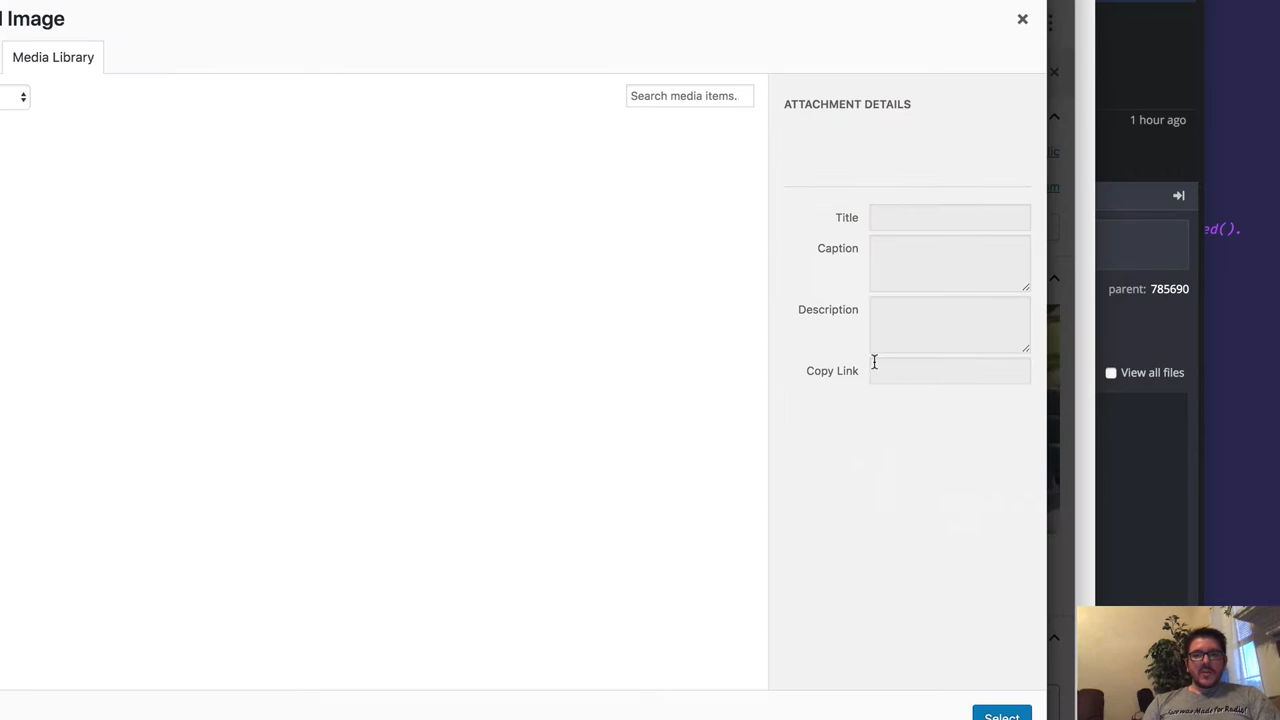 Image
Media Library
Search media items.
ATTACHMENT DETAILS
1 hour ago
Title
Caption
ed().
Description
parent: 785690
Copy Link
View all files
Select